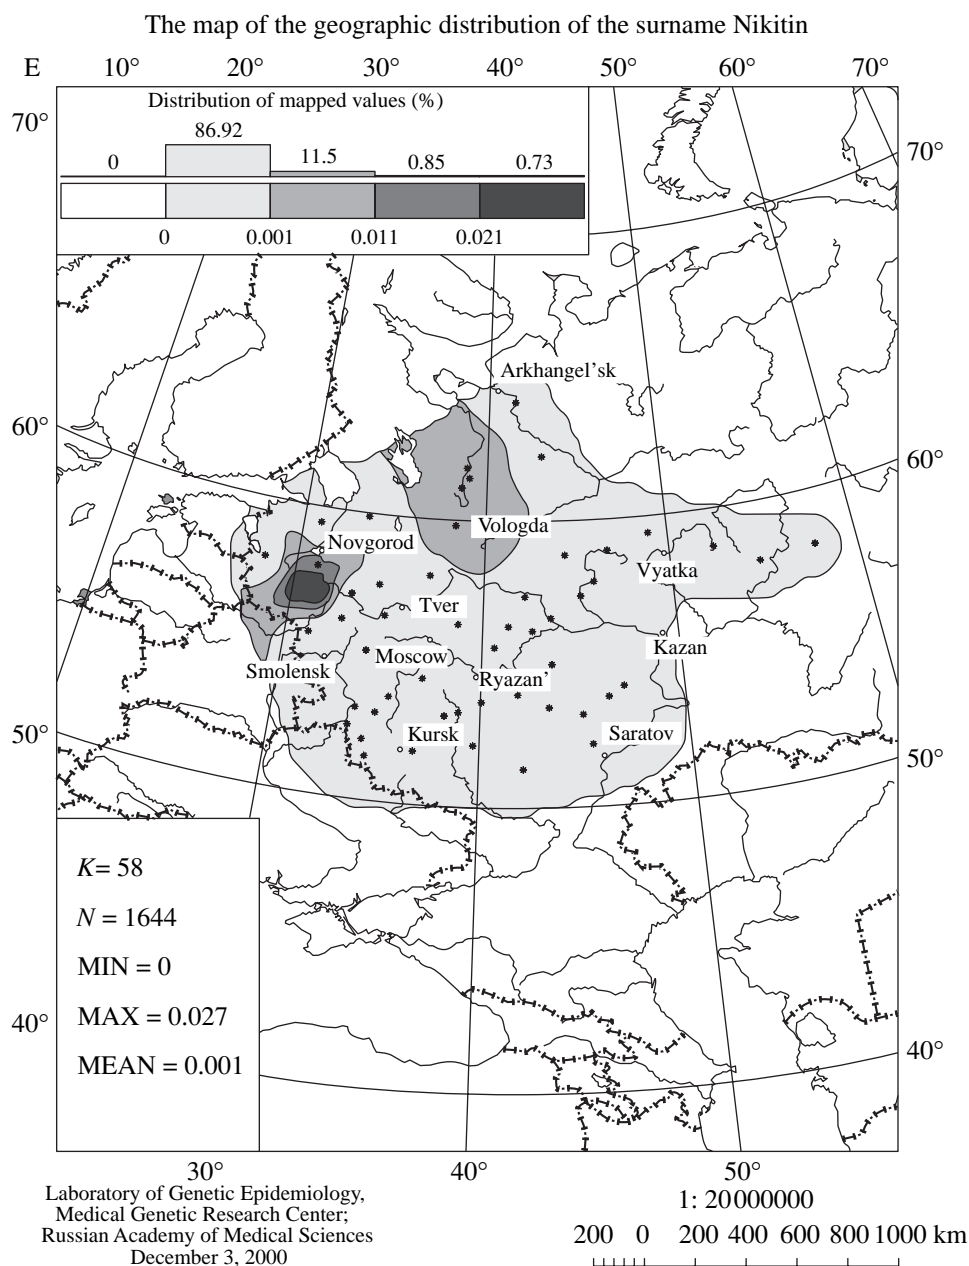 The map of the geographic distribution of the surname Nikitin
E 10° 20° 30° 40° 50° 60° 70°
Distribution of mapped values (%)
70°
86.92
0 11.5 0.85 0.73
70°
0 0.001 0.011 0.021
Arkhangel’sk
60°
60°
Vologda
Novgorod
Vyatka
Tver
Kazan
Moscow
Smolensk
Ryazan’
50°
Kursk
Saratov
50°
K= 58
N = 1644
MIN = 0
MAX = 0.027
40°
40°
MEAN = 0.001
30° 40° 50°
Laboratory of Genetic Epidemiology,
Medical Genetic Research Center;
Russian Academy of Medical Sciences
December 3, 2000
1: 20000000
200 0 200 400 600 800 1000 km